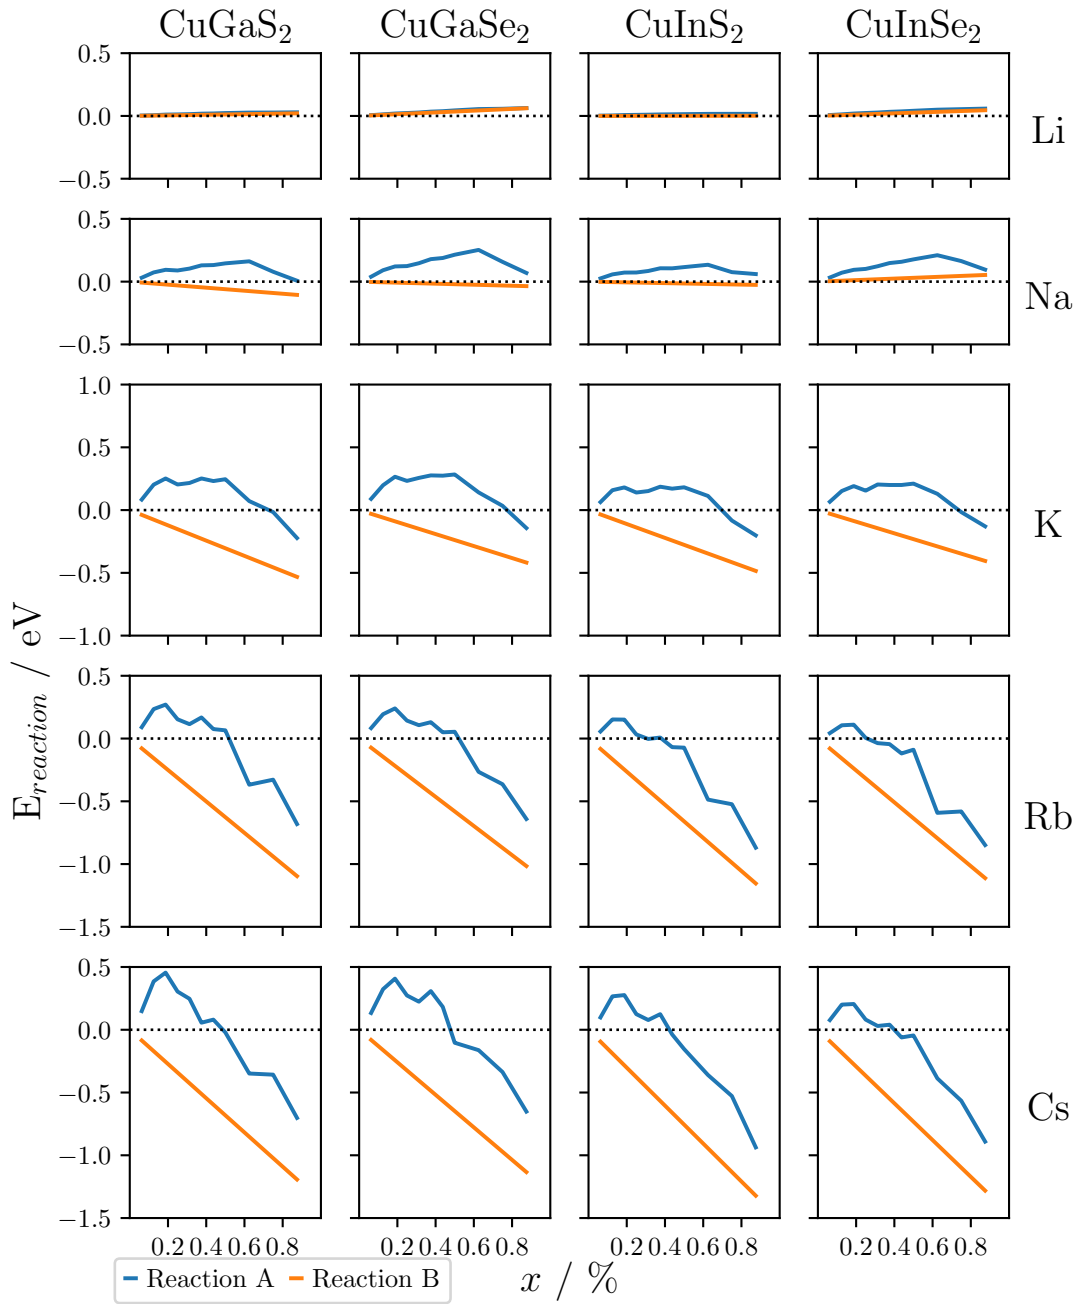 CuGaS2 CuGaSe2 CuInS2 CuInSe2
0.5
0.0
−0.5
Li
0.5
0.0
−0.5
Na
1.0
0.5
0.0
−0.5
−1.0
K
0.5
0.0
−0.5
−1.0
−1.5
Rb
0.5
0.0
−0.5
−1.0
−1.5
Cs
E_reaction / eV
0.2 0.4 0.6 0.8 0.2 0.4 0.6 0.8 0.2 0.4 0.6 0.8 0.2 0.4 0.6 0.8
x / %
Reaction A Reaction B